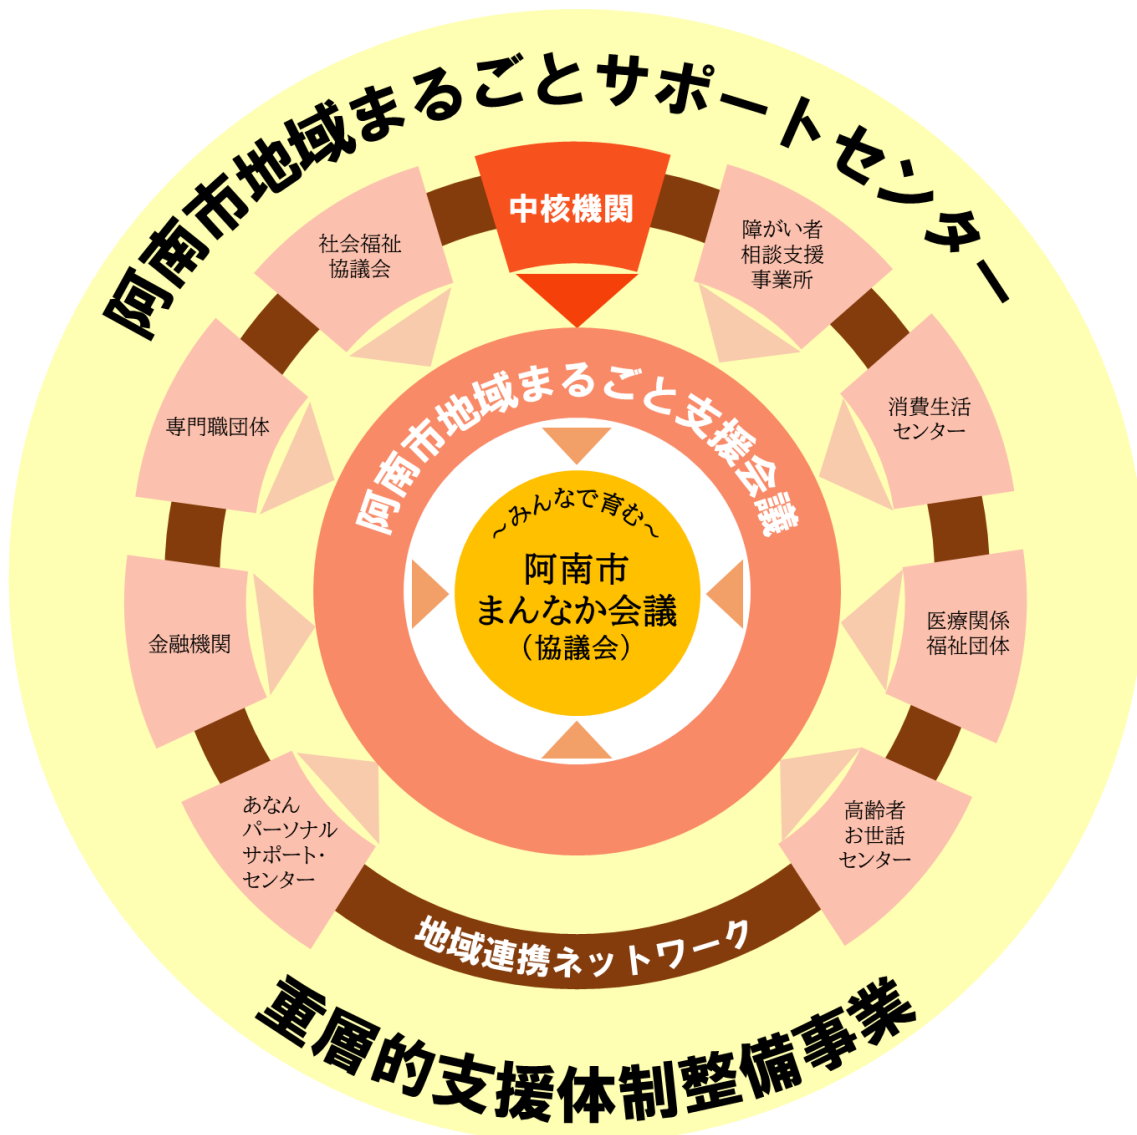 阿南市地域まるごとサポートセンター
中核機関
障がい者
相談支援
事業所
消費生活
センター
医療関係
福祉団体
高齢者
お世話
センター
あなん
パーソナル
サポート・
センター
金融機関
専門職団体
社会福祉
協議会
阿南市地域まるごと支援会議
~みんなで育む~
阿南市
まんなか会議
(協議会)
地域連携ネットワーク
重層的支援体制整備事業